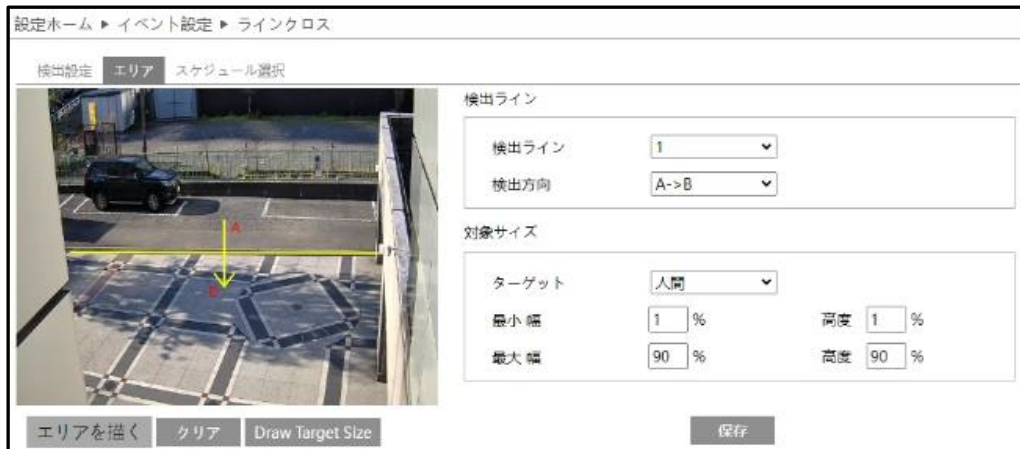 設定ホーム ▶ イベント設定 ▶ ラインクロス
検出設定 エリア スケジュール選択
検出ライン
検出ライン 1
検出方向 A->B
A
B
対象サイズ
ターゲット 人間
最小 幅 1 % 高度 1 %
最大 幅 90 % 高度 90 %
エリアを描く クリア Draw Target Size 保存